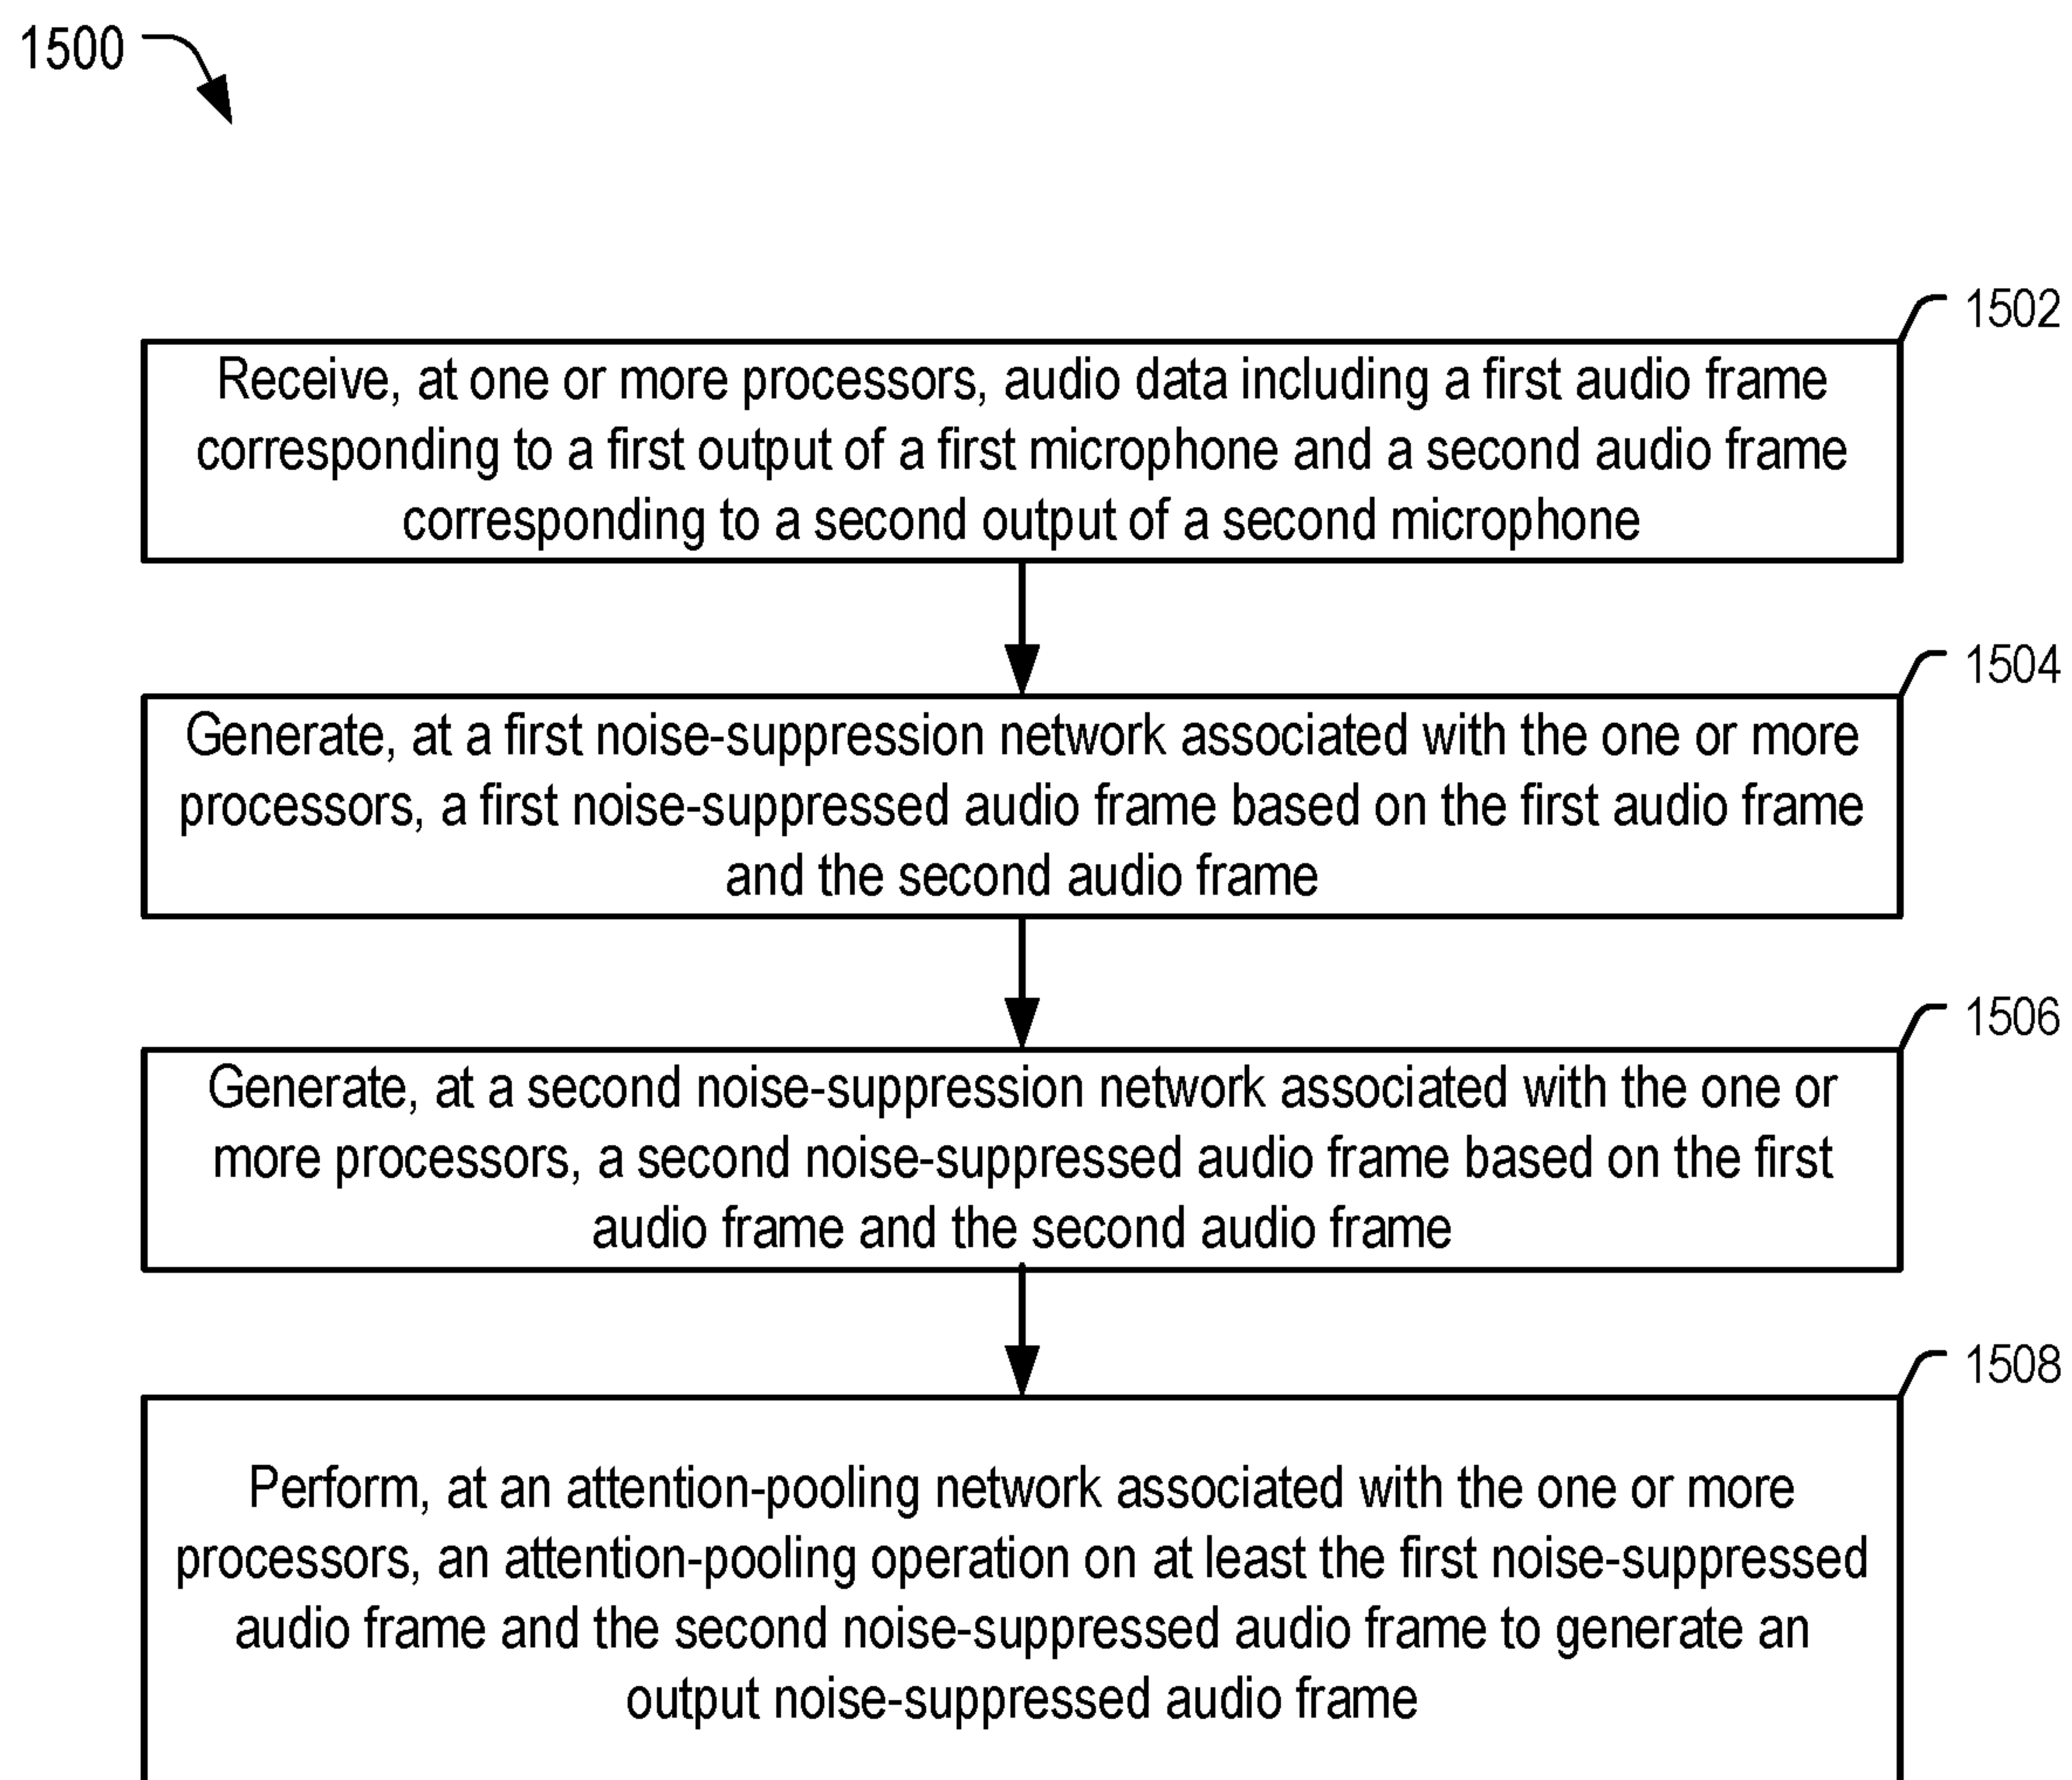 1500
1502
Receive, at one or more processors, audio data including a first audio frame
corresponding to a first output of a first microphone and a second audio frame
corresponding to a second output of a second microphone
1504
Generate, at a first noise-suppression network associated with the one or more
processors, a first noise-suppressed audio frame based on the first audio frame
and the second audio frame
1506
Generate, at a second noise-suppression network associated with the one or
more processors, a second noise-suppressed audio frame based on the first
audio frame and the second audio frame
1508
Perform, at an attention-pooling network associated with the one or more
processors, an attention-pooling operation on at least the first noise-suppressed
audio frame and the second noise-suppressed audio frame to generate an
output noise-suppressed audio frame